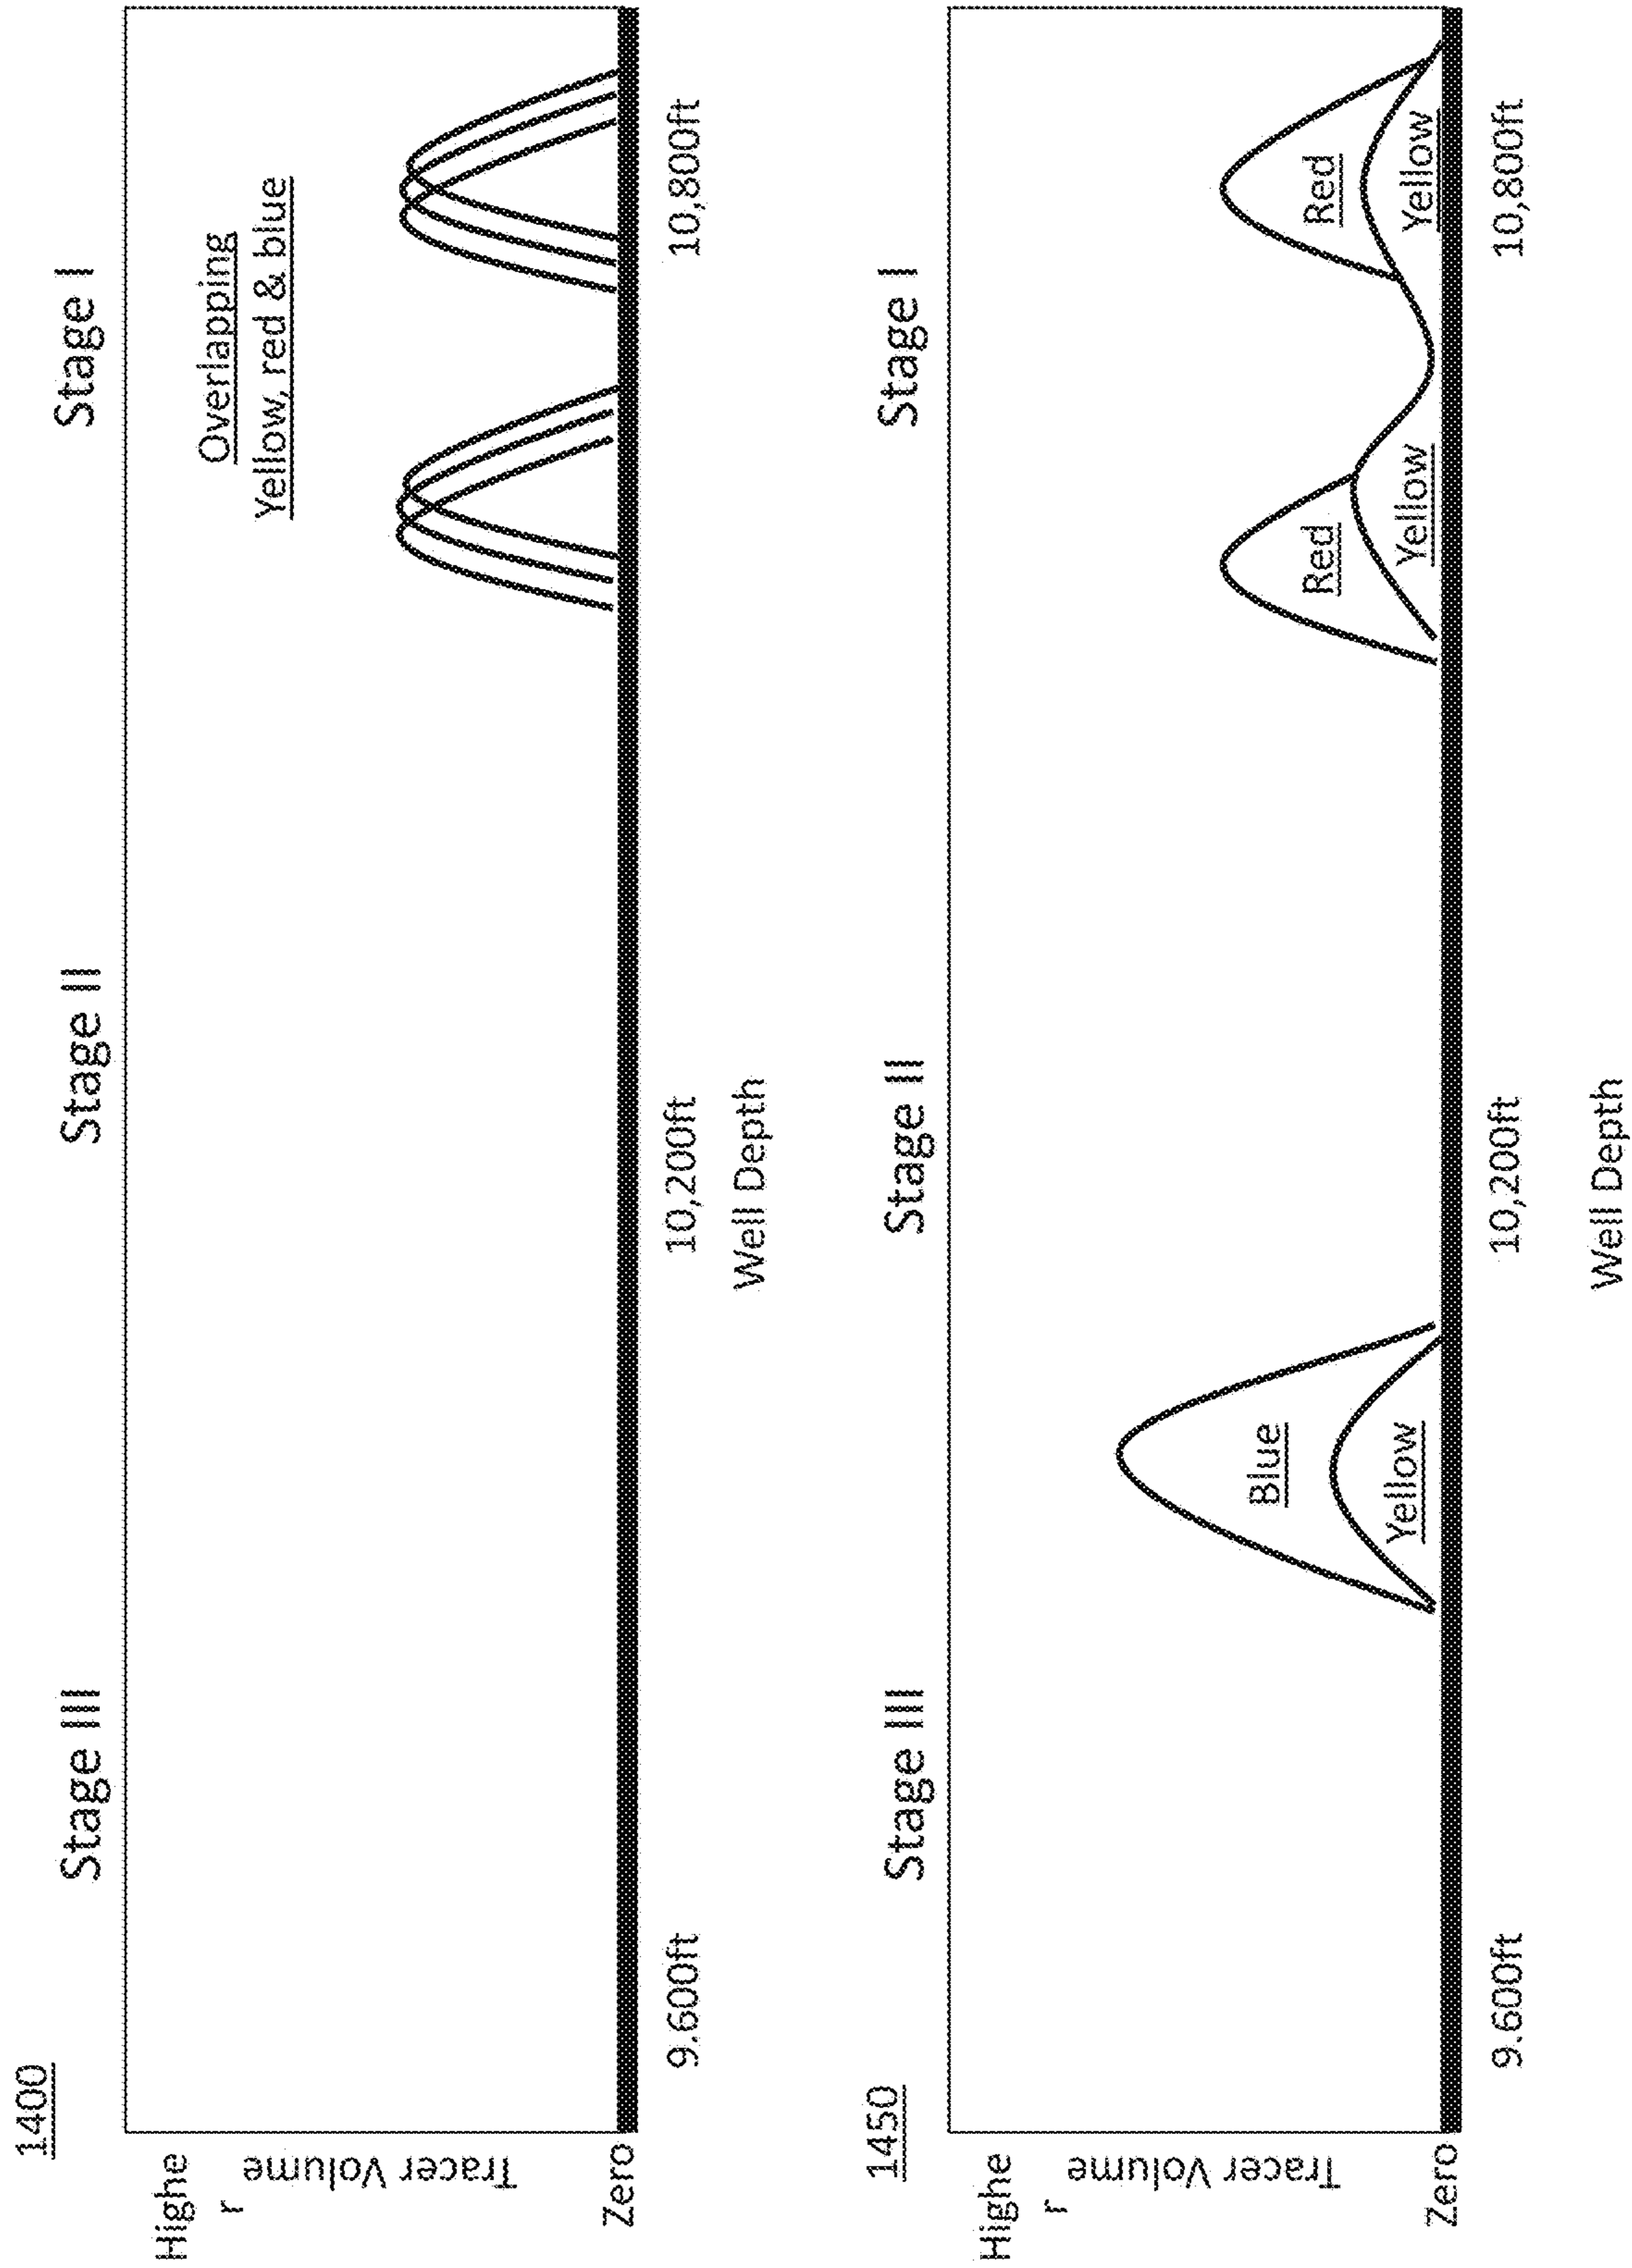 1400
Stage III
Stage II
Stage I
Highe
r
Tracer Volume
Zero
Overlapping
Yellow, red & blue
9.600ft
10,200ft
10,800ft
Well Depth
1450
Stage III
Stage II
Stage I
Highe
r
Tracer Volume
Zero
Blue
Yellow
Red
Yellow
Red
Yellow
9.600ft
10,200ft
10,800ft
Well Depth